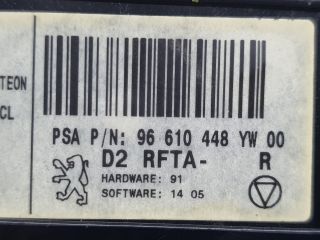 TEON
CL
PSA P/N: 96 610 448 YW 00
D2 RFTA- R
HARDWARE: 91
SOFTWARE: 14 05